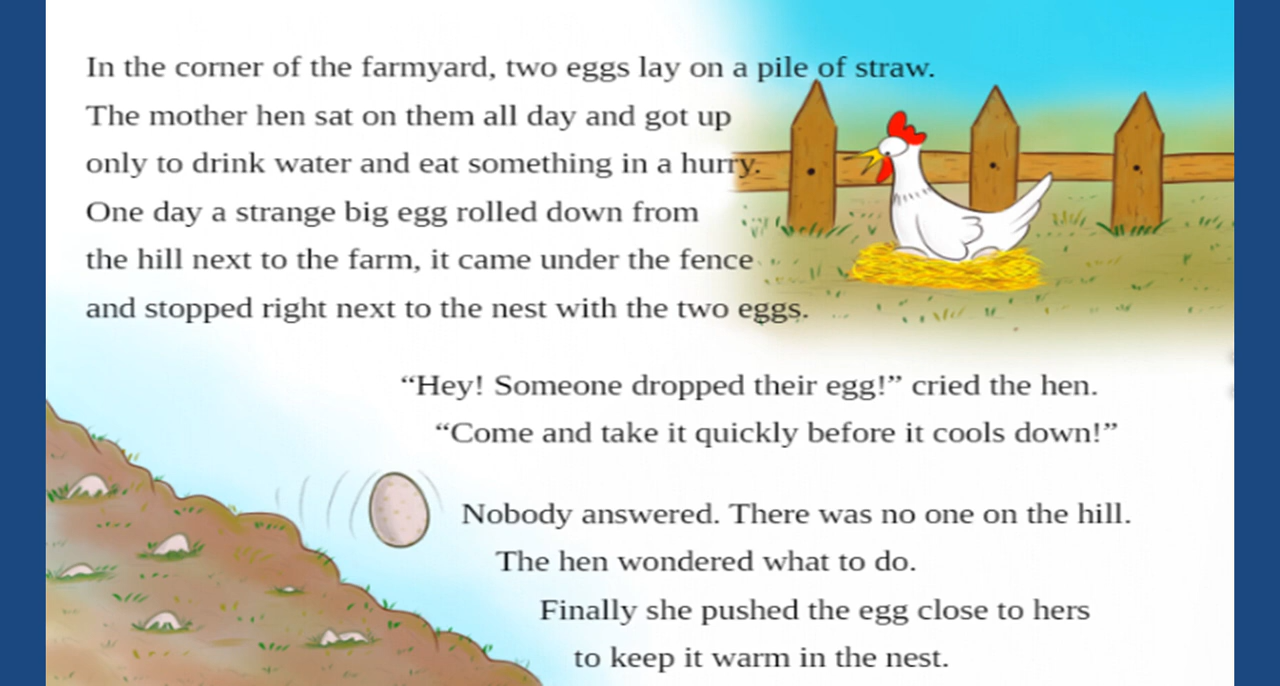 In the corner of the farmyard, two eggs lay on a pile of straw.
The mother hen sat on them all day and got up
only to drink water and eat something in a hurry.
One day a strange big egg rolled down from
the hill next to the farm, it came under the fence
and stopped right next to the nest with the two eggs.
“Hey! Someone dropped their egg!” cried the hen.
“Come and take it quickly before it cools down!”
Nobody answered. There was no one on the hill.
The hen wondered what to do.
Finally she pushed the egg close to hers
to keep it warm in the nest.